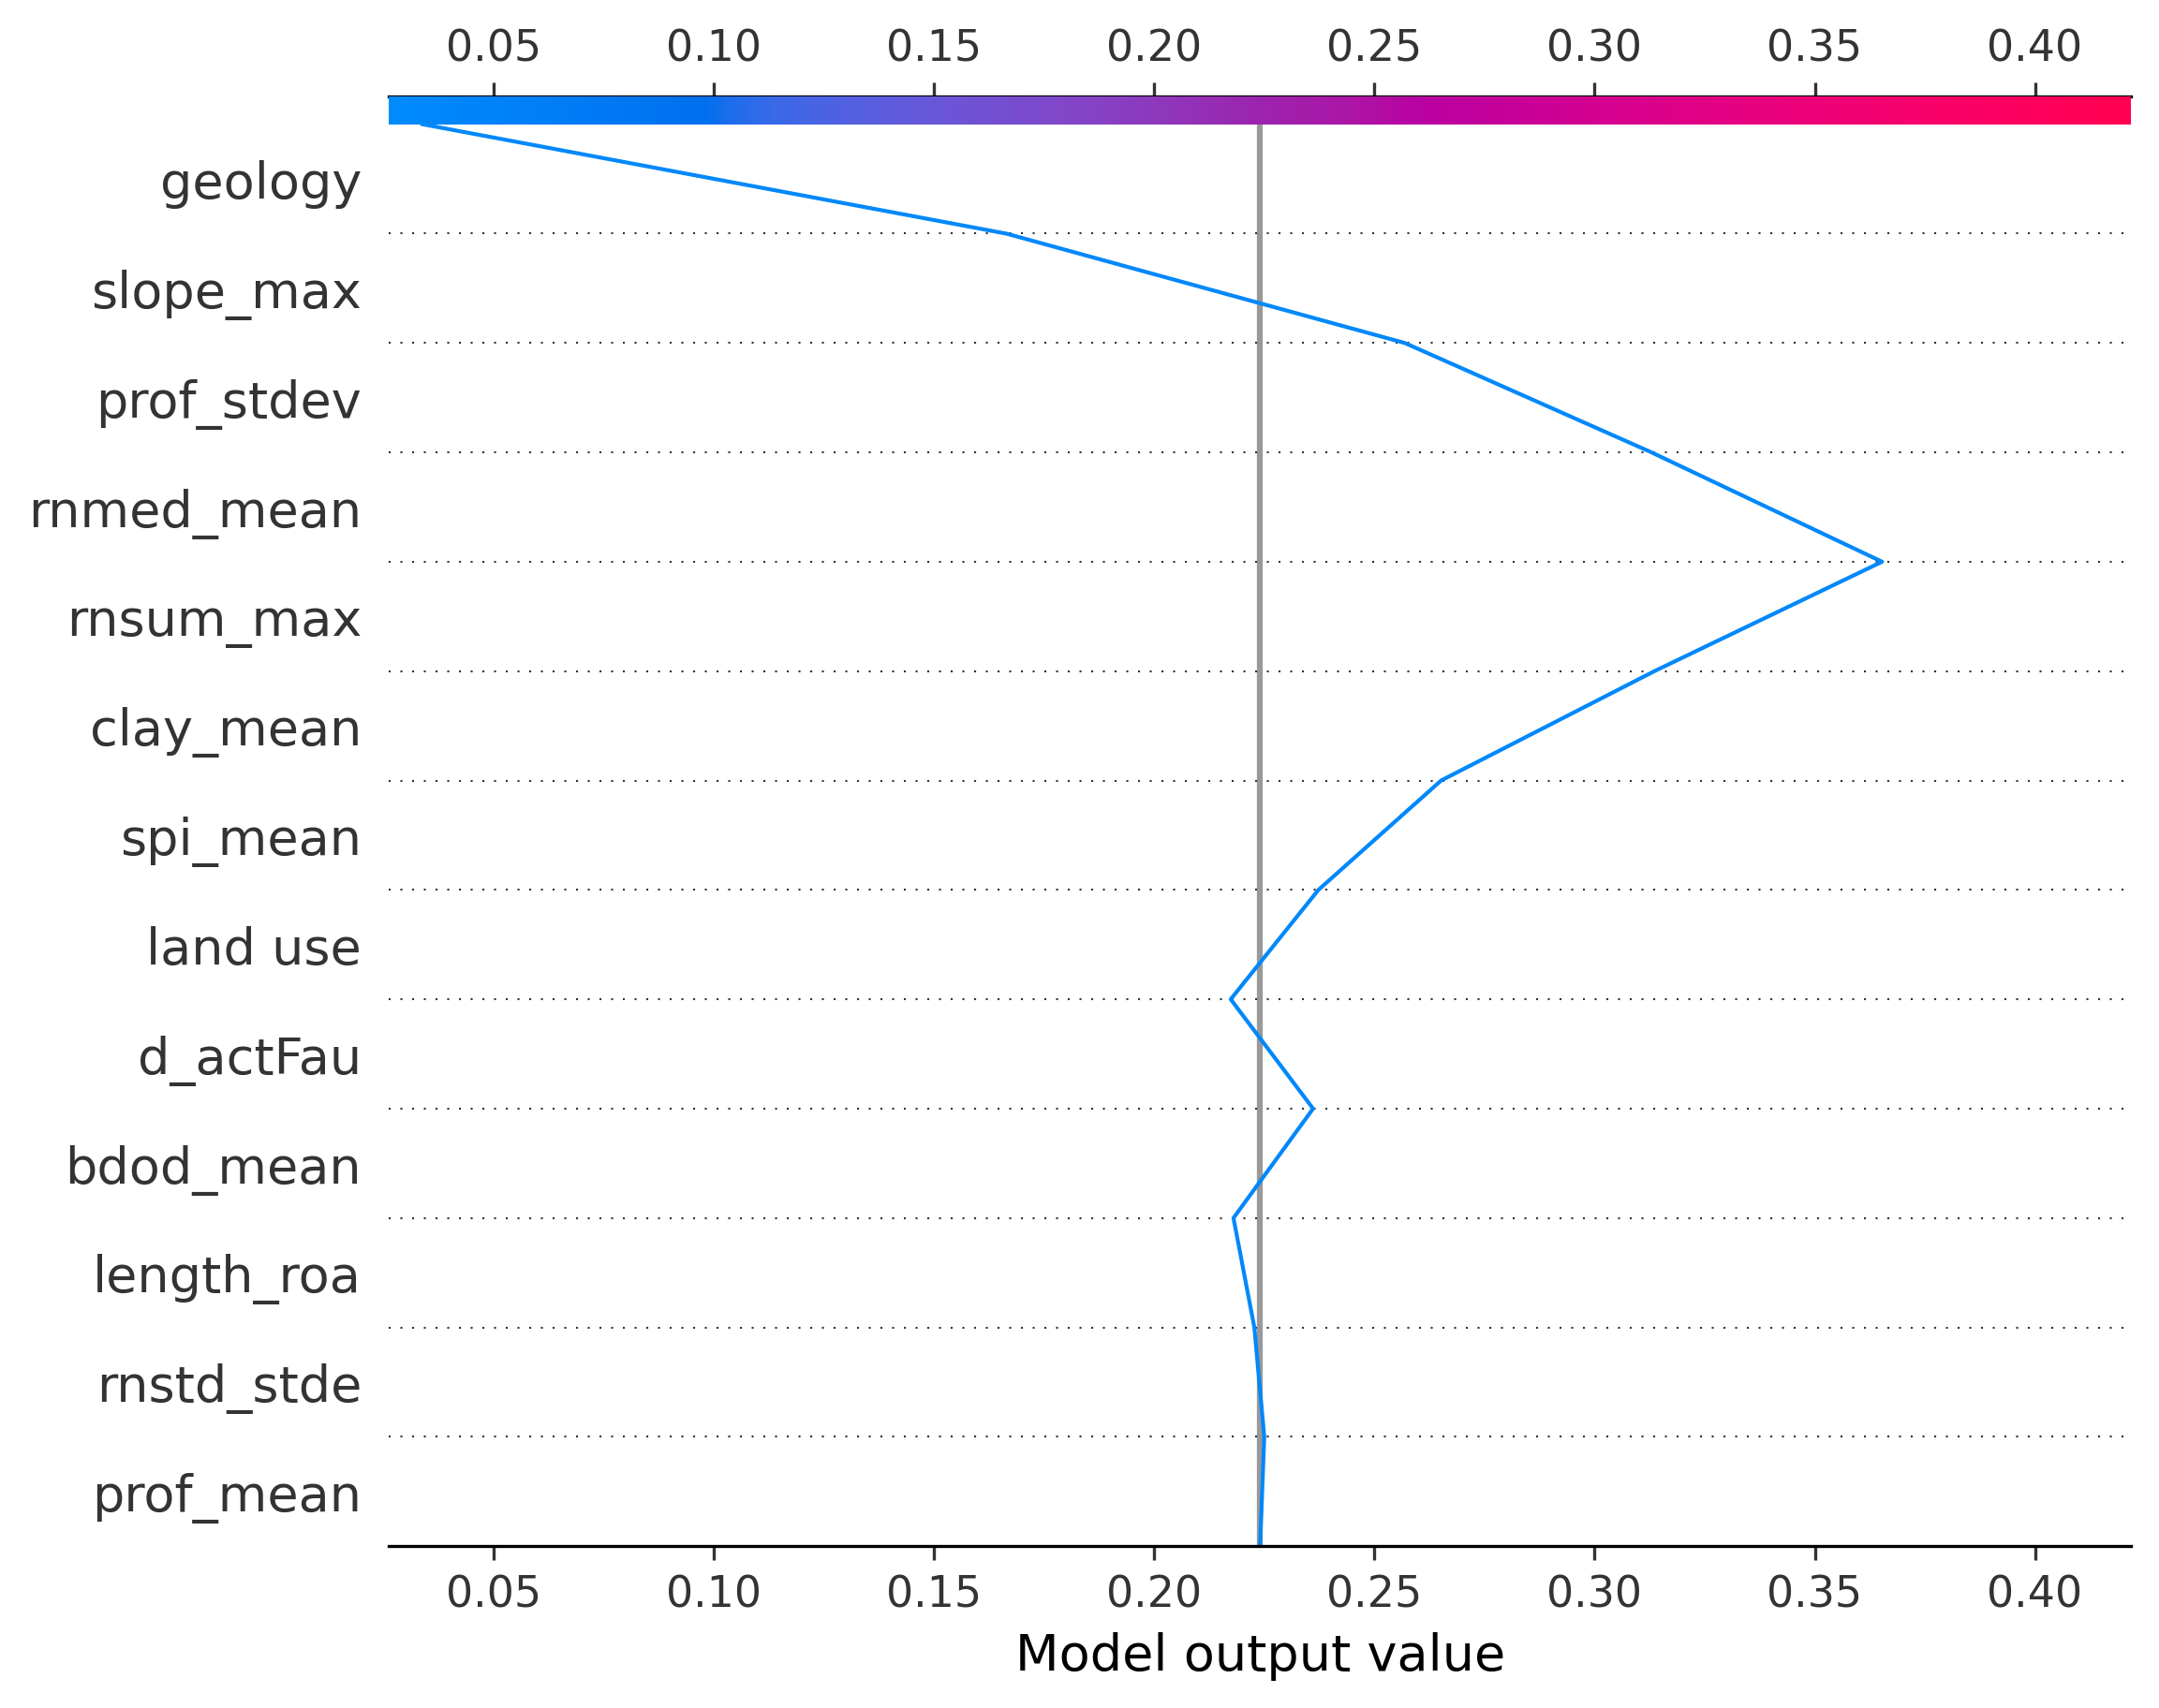 0.05 0.10 0.15 0.20 0.25 0.30 0.35 0.40
geology
slope_max
prof_stdev
rnmed_mean
rnsum_max
clay_mean
spi_mean
land use
d_actFau
bdod_mean
length_roa
rnstd_stde
prof_mean
0.05 0.10 0.15 0.20 0.25 0.30 0.35 0.40
Model output value